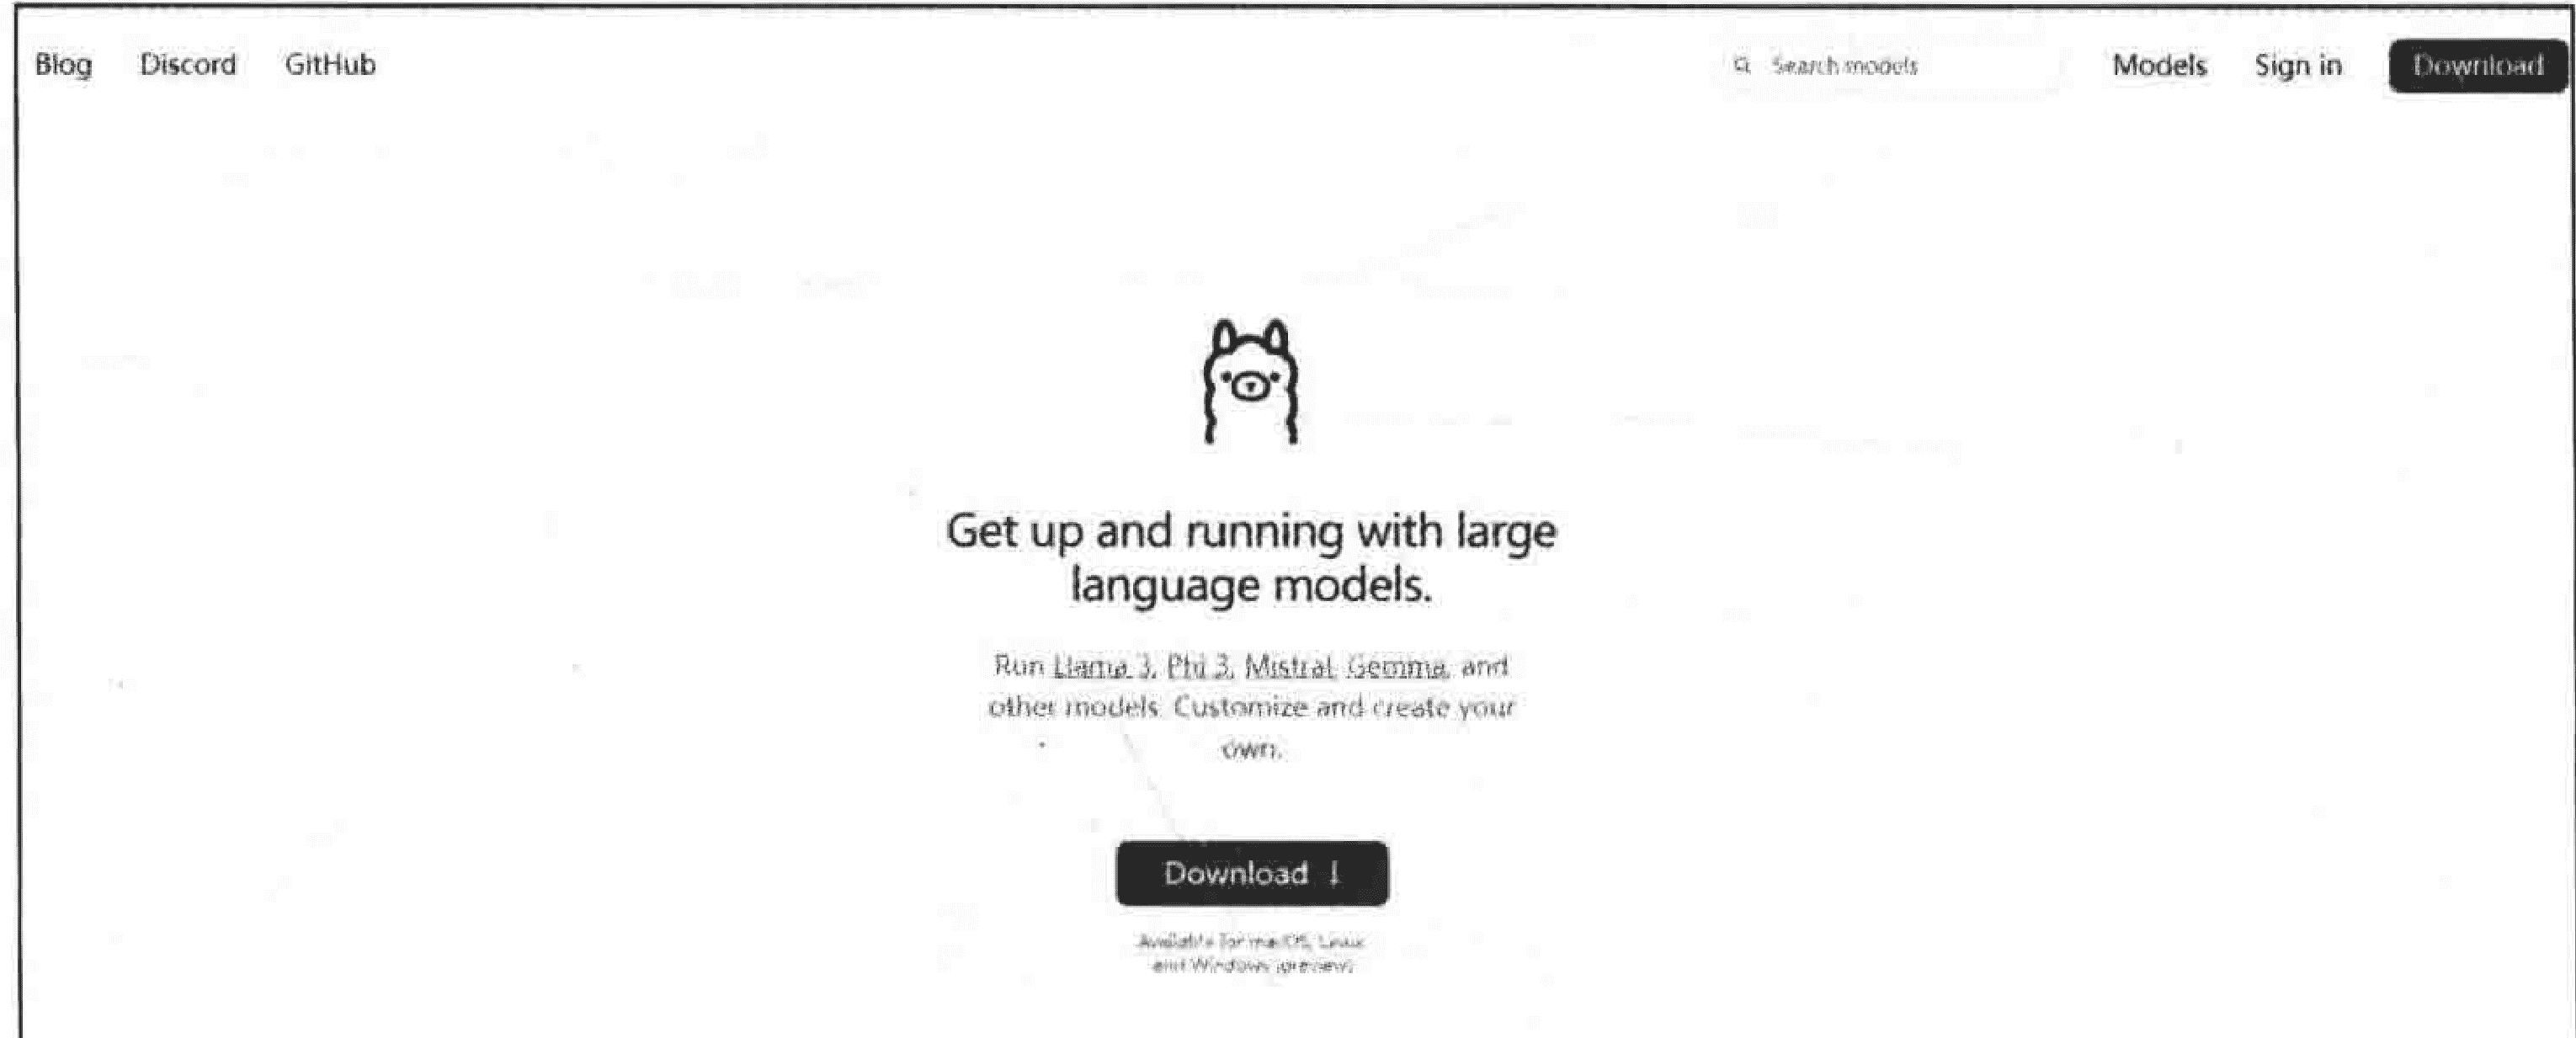 Blog Discord GitHub Search models Models Sign in Download
Get up and running with large
language models.
Run Llama 3, Phi 3, Mistral, Gemma, and
other models. Customize and create your
own.
Download ↓
Available for macOS, Linux,
and Windows (preview)